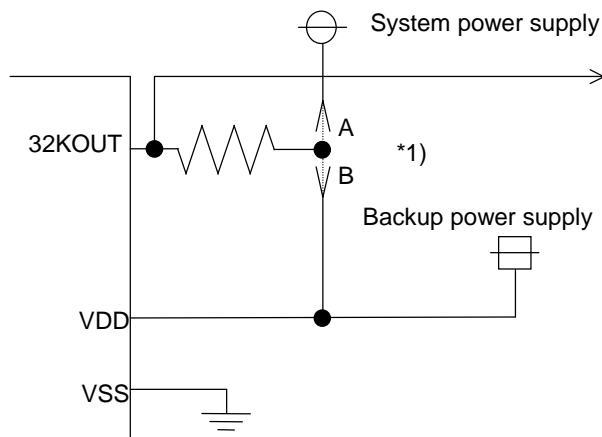 System power supply
A
32KOUT
*1)
B
Backup power supply
VDD
VSS